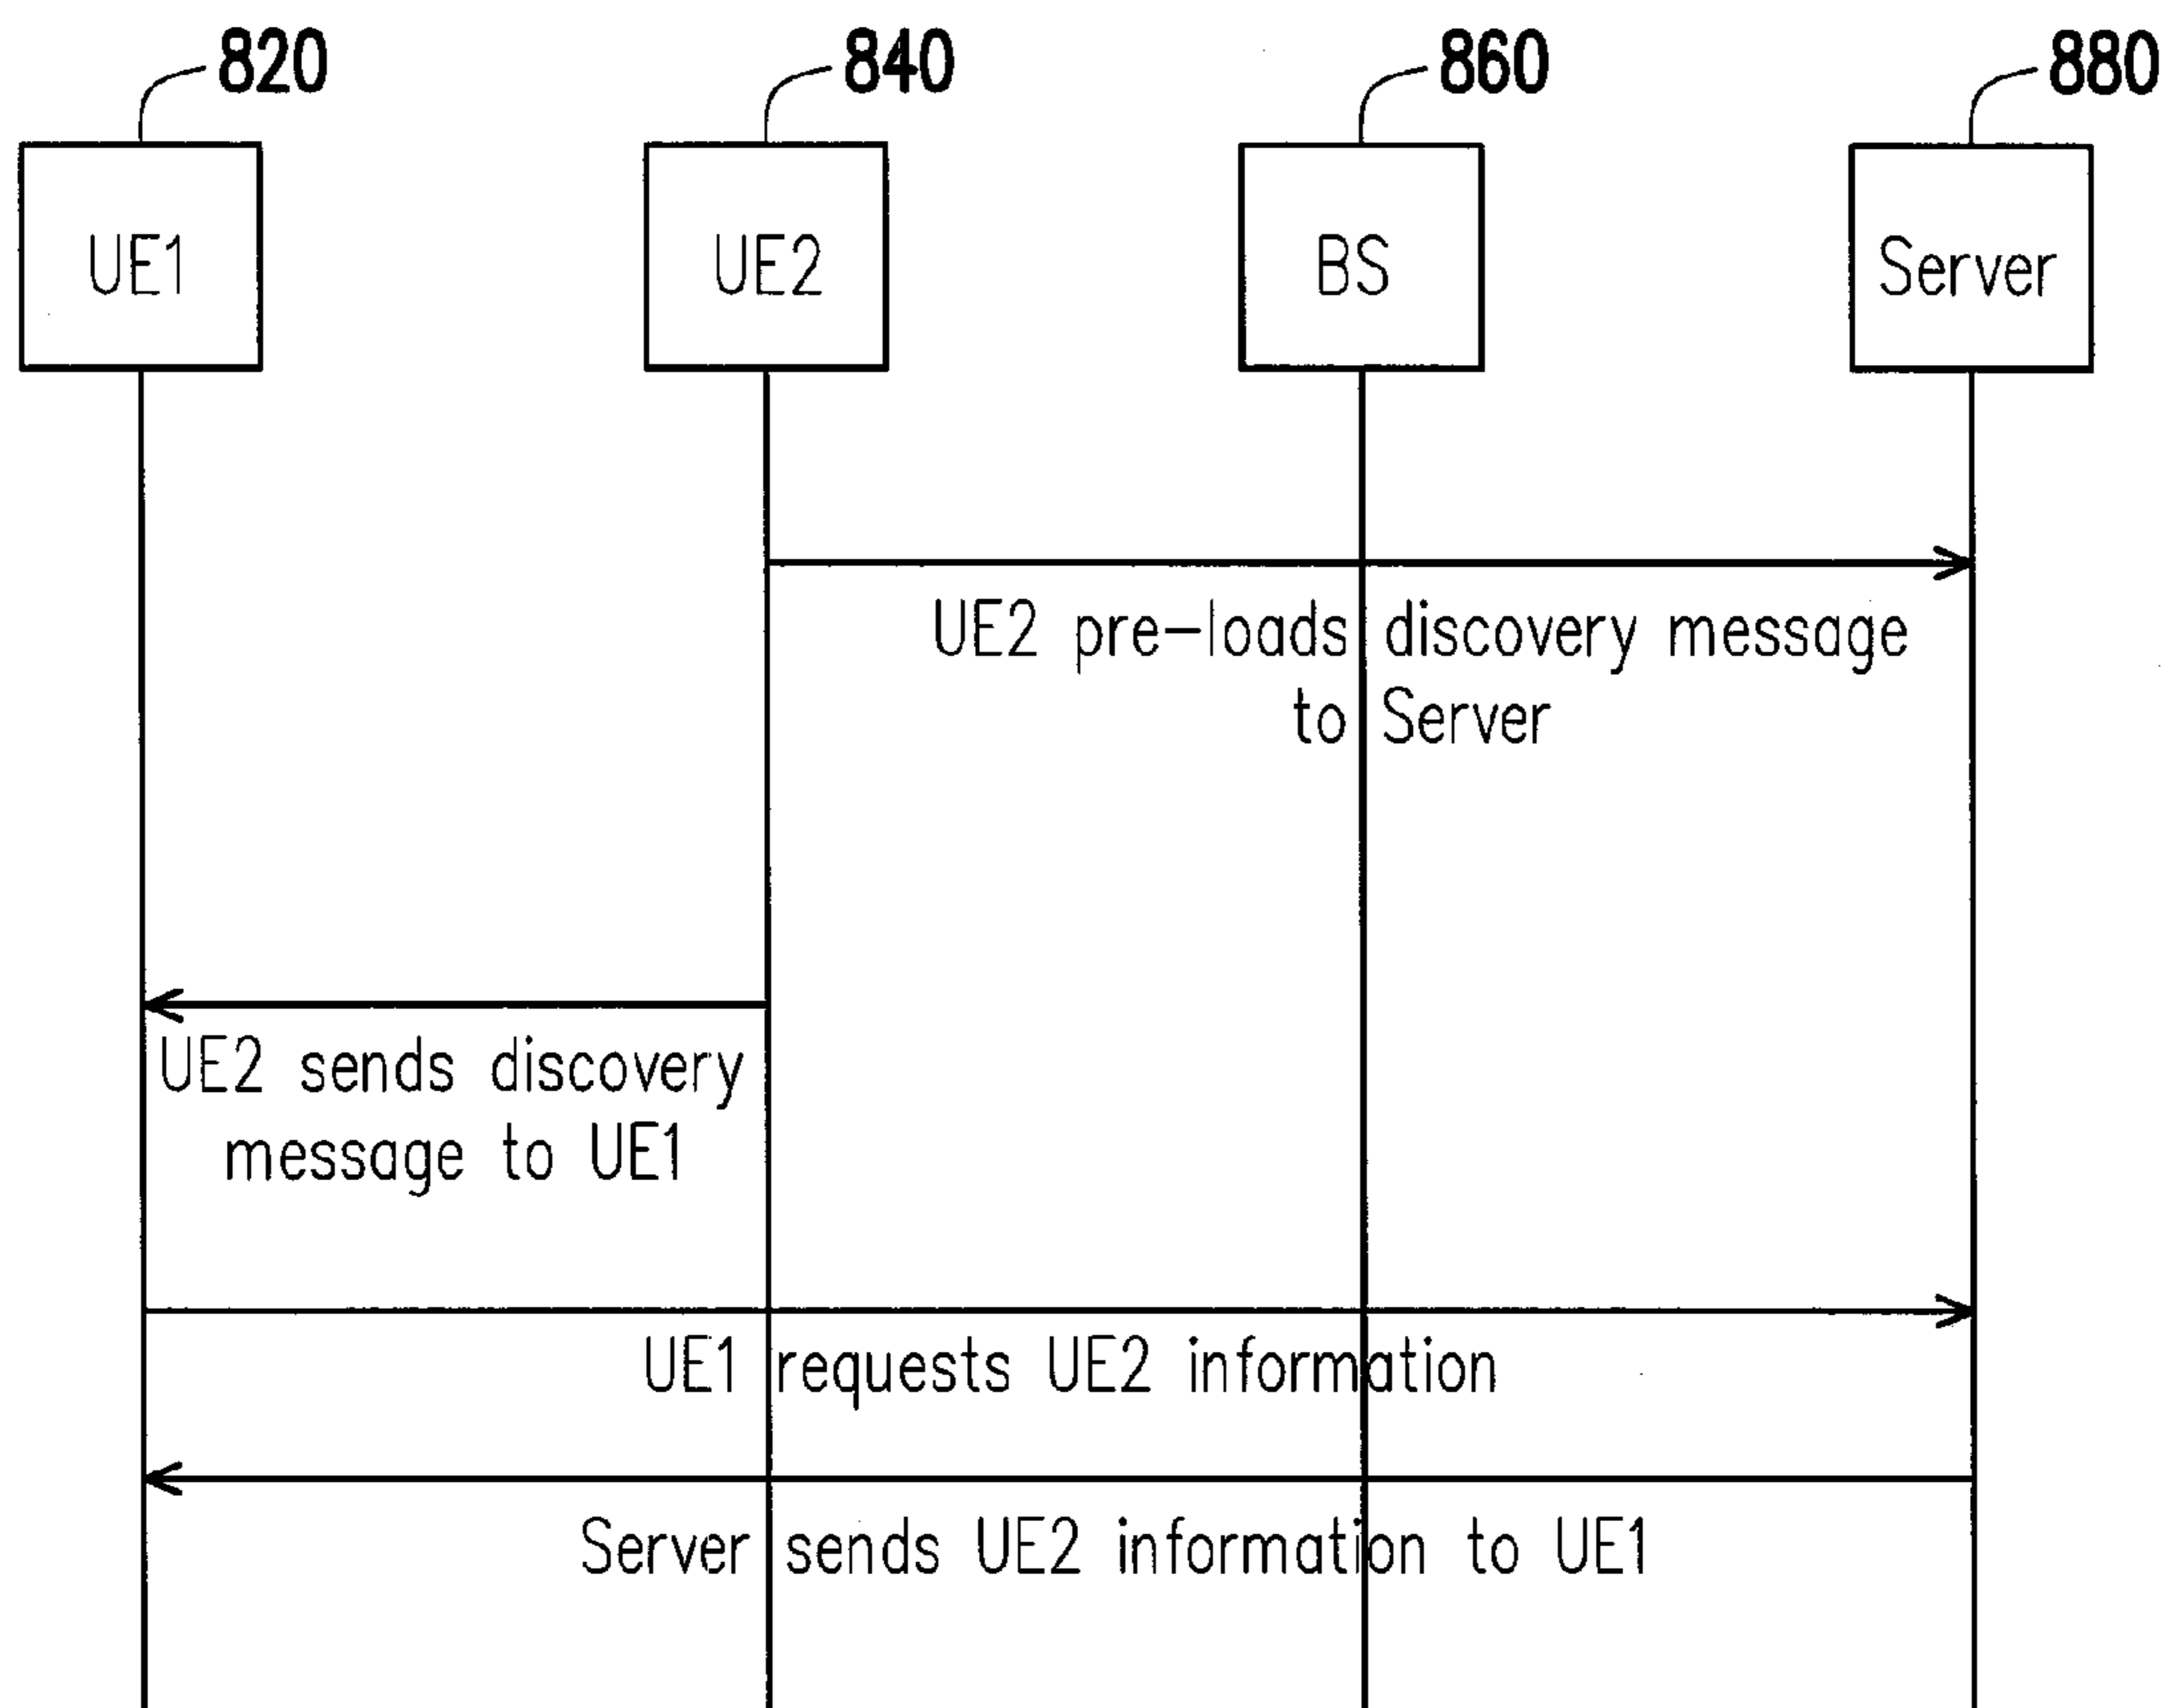 820
840
860
880
UE1
UE2
BS
Server
UE2 pre-loads discovery message
to Server
UE2 sends discovery
message to UE1
UE1 requests UE2 information
Server sends UE2 information to UE1